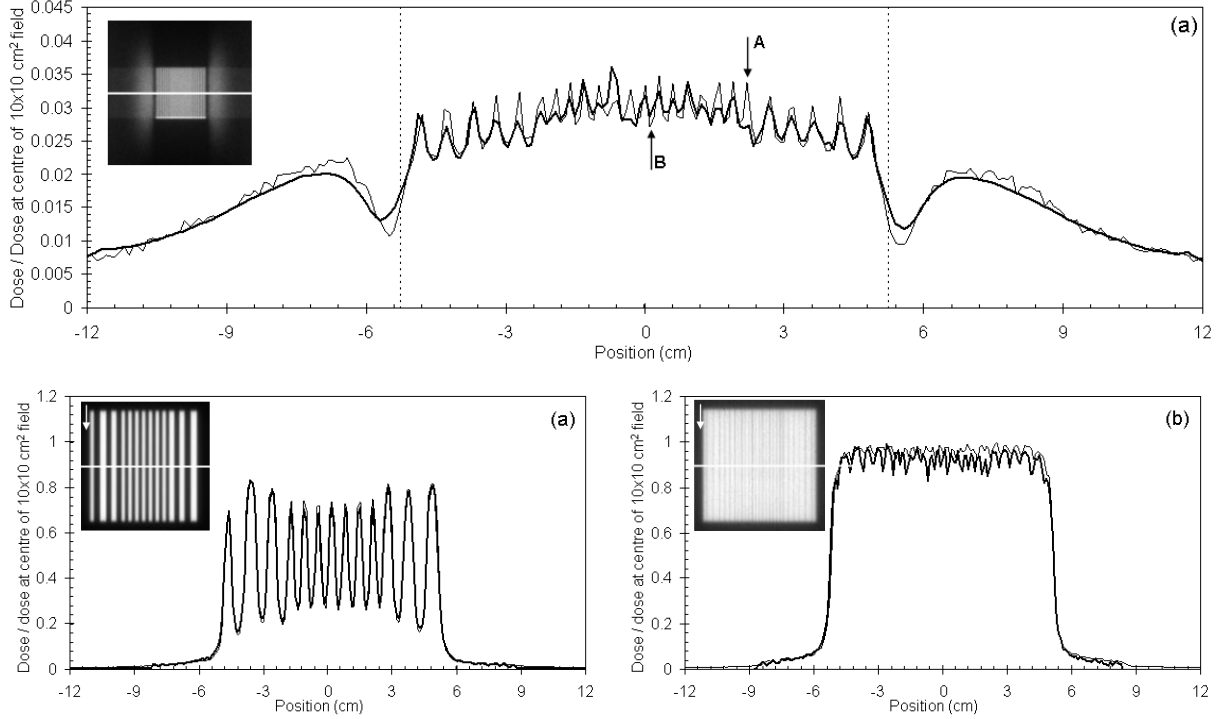 (a)
Dose / Dose at centre of 10x10 cm² field
0.045
0.04
0.035
0.03
0.025
0.02
0.015
0.01
0.005
0
A
B
-12 -9 -6 -3 0 3 6 9 12
Position (cm)
(a)
Dose / dose at centre of 10x10 cm² field
1.2
1
0.8
0.6
0.4
0.2
0
-12 -9 -6 -3 0 3 6 9 12
Position (cm)
(b)
Dose / dose at centre of 10x10 cm² field
1.2
1
0.8
0.6
0.4
0.2
0
-12 -9 -6 -3 0 3 6 9 12
Position (cm)